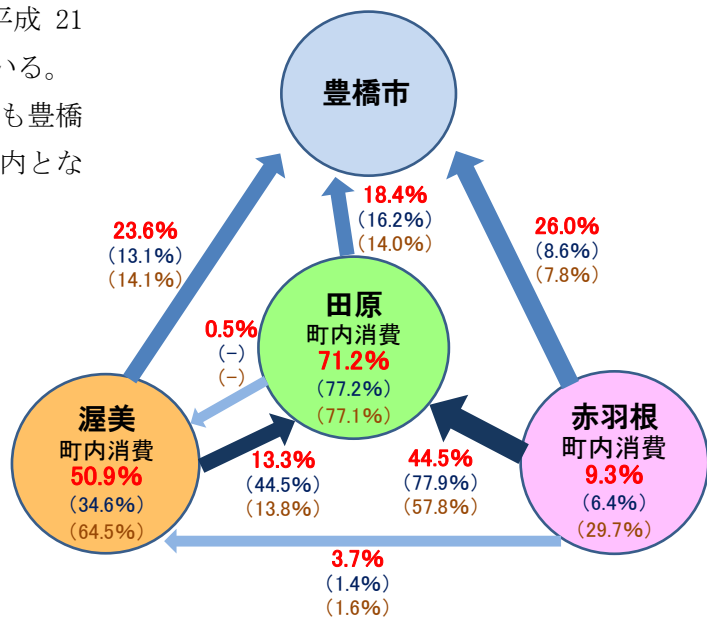 平成 21
いる。
も豊橋
内とな
豊橋市
18.4%
(16.2%)
(14.0%)
23.6%
(13.1%)
(14.1%)
26.0%
(8.6%)
(7.8%)
田原
町内消費
71.2%
(77.2%)
(77.1%)
0.5%
(-)
(-)
渥美
町内消費
50.9%
(34.6%)
(64.5%)
赤羽根
町内消費
9.3%
(6.4%)
(29.7%)
13.3%
(44.5%)
(13.8%)
44.5%
(77.9%)
(57.8%)
3.7%
(1.4%)
(1.6%)